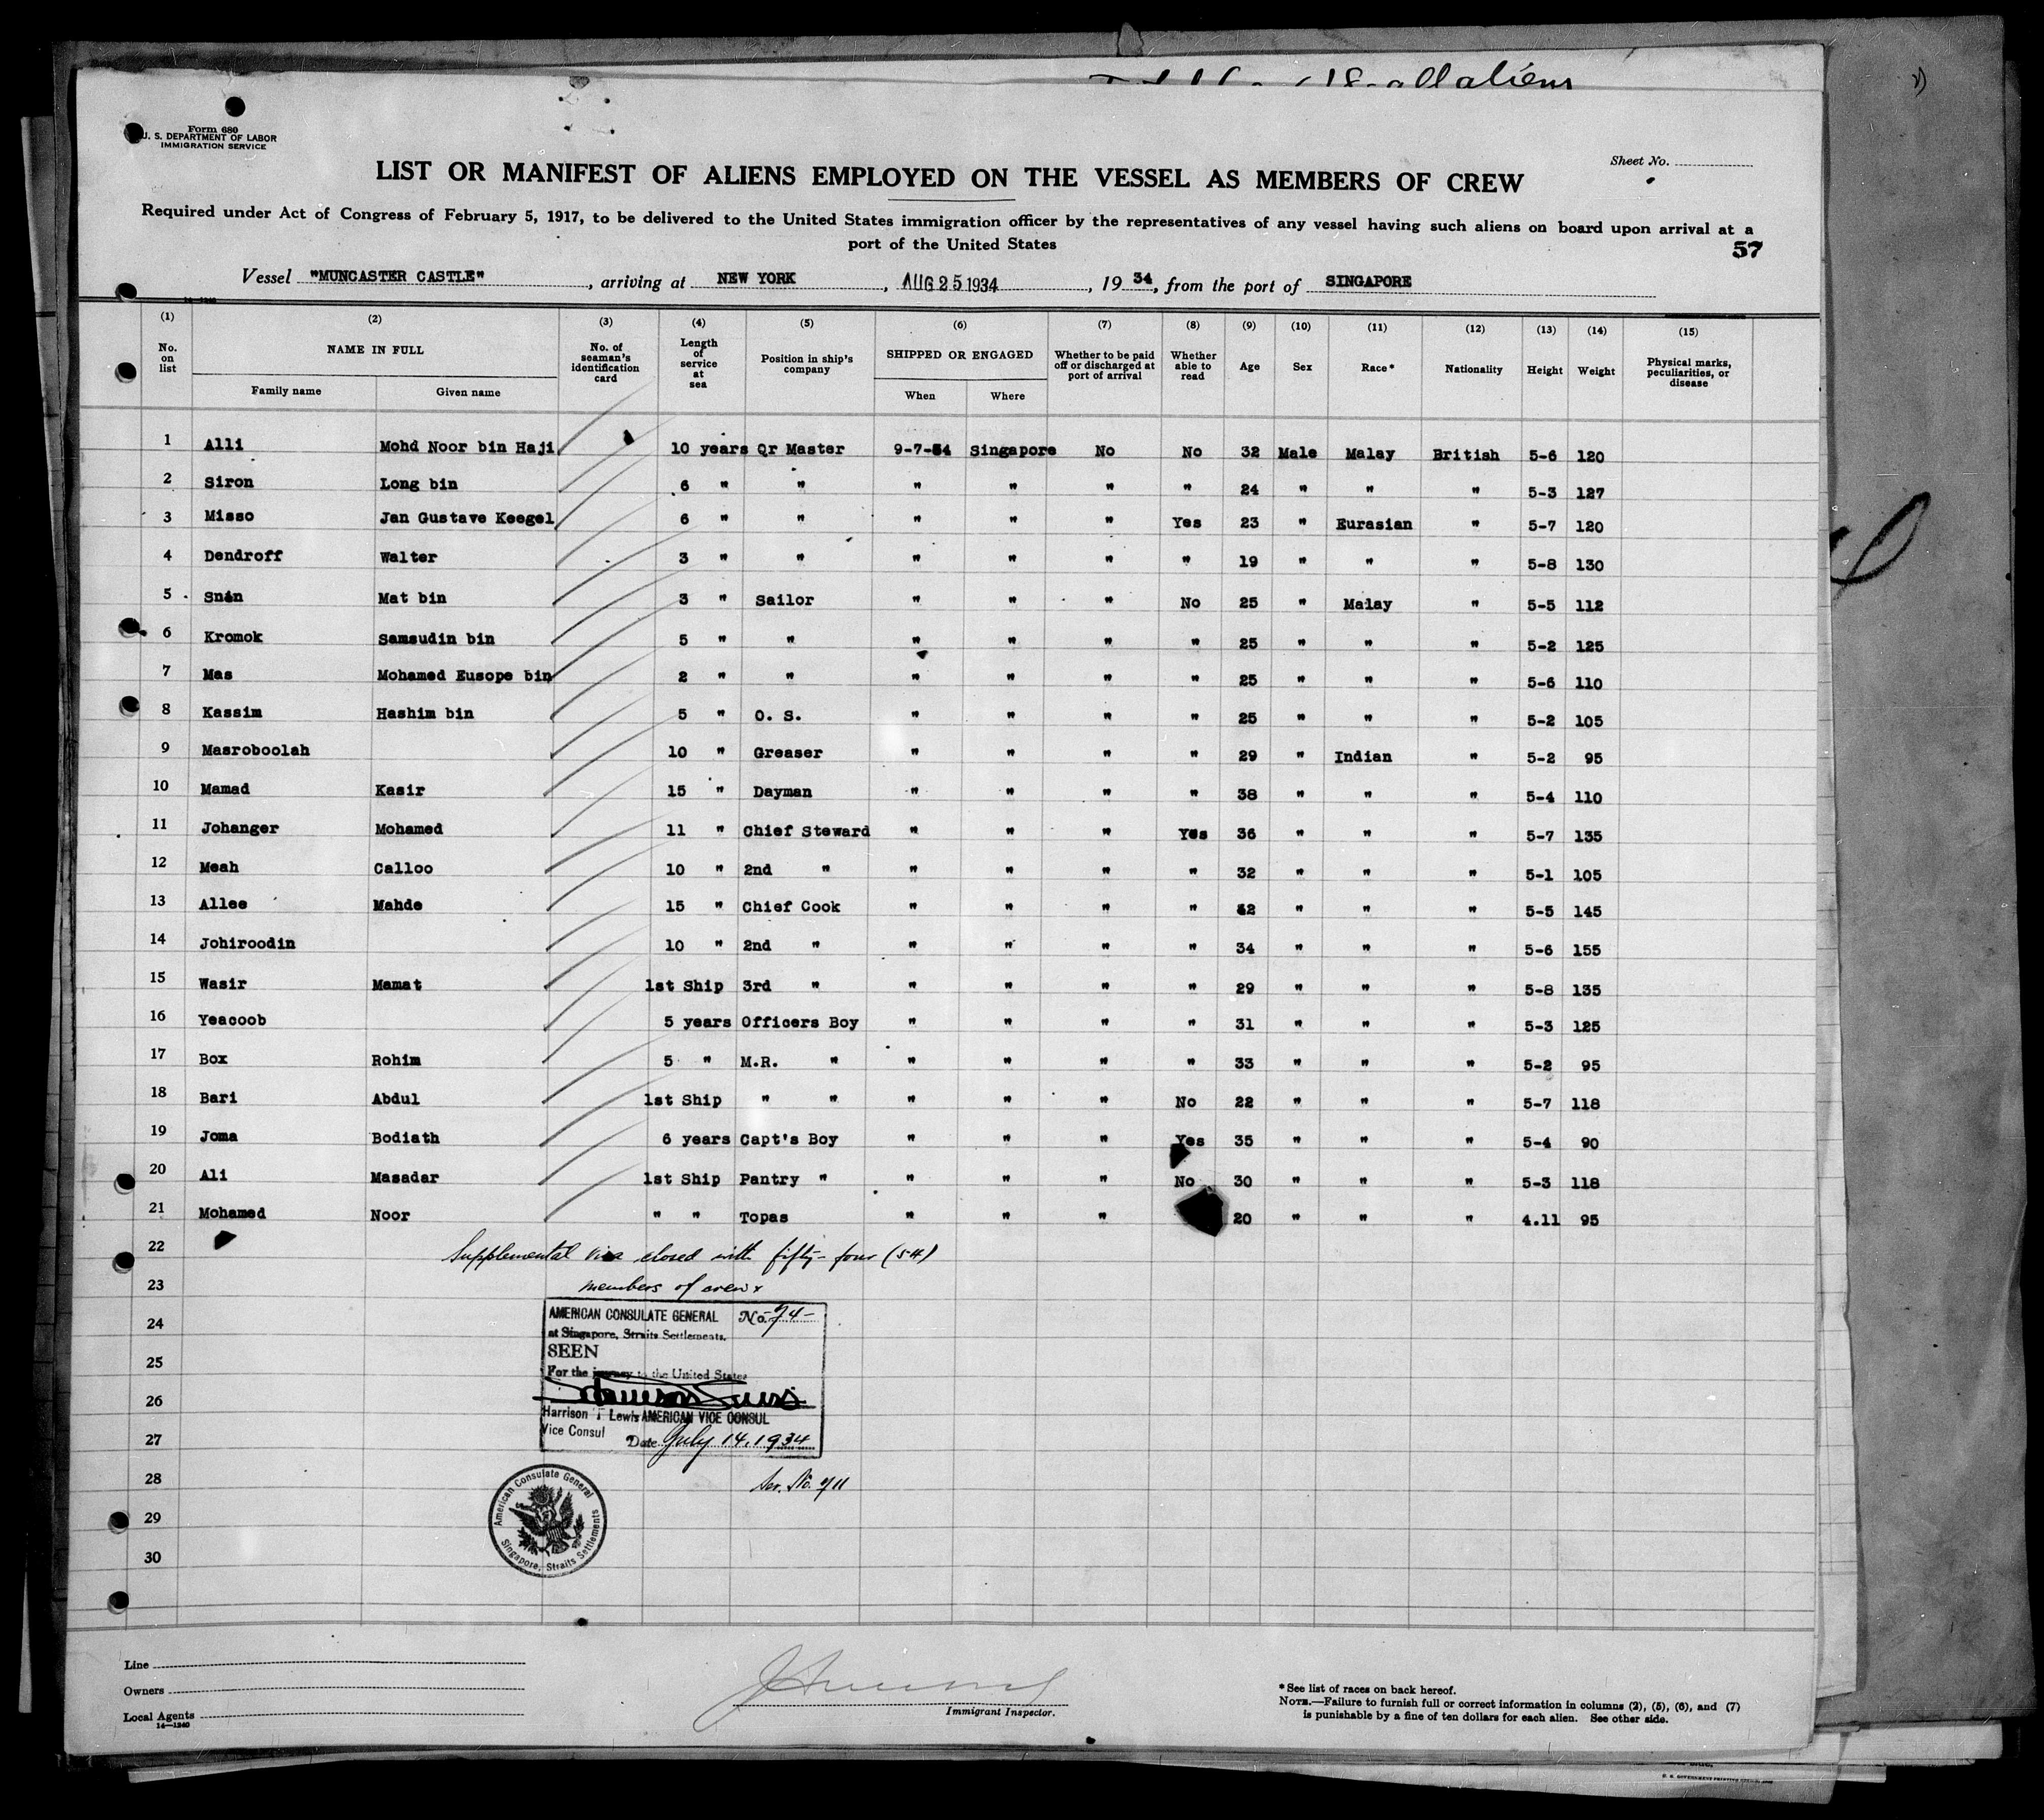 Form 680
U. S. DEPARTMENT OF LABOR
IMMIGRATION SERVICE
Sheet No.
LIST OR MANIFEST OF ALIENS EMPLOYED ON THE VESSEL AS MEMBERS OF CREW
Required under Act of Congress of February 5, 1917, to be delivered to the United States immigration officer by the representatives of any vessel having such aliens on board upon arrival at a
port of the United States
57
Vessel "MUNCASTER CASTLE", arriving at NEW YORK, AUG 25 1934, 19 34, from the port of SINGAPORE
(1) (2) (3) (4) (5) (6) (7) (8) (9) (10) (11) (12) (13) (14) (15)
No. on list NAME IN FULL Family name Given name No. of seaman's identification card Length of service at sea Position in ship's company SHIPPED OR ENGAGED When Where Whether to be paid off or discharged at port of arrival Whether able to read Age Sex Race* Nationality Height Weight Physical marks, peculiarities, or disease
1 Alli Mohd Noor bin Haji 10 years Qr Master 9-7-34 Singapore No No 32 Male Malay British 5-6 120
2 Siron Long bin 6 " " " " " " 24 " " " 5-3 127
3 Misso Jan Gustave Keegel 6 " " " " " Yes 23 " Eurasian " 5-7 120
4 Dendroff Walter 3 " " " " " " 19 " " " 5-8 130
5 Snan Mat bin 3 " Sailor " " " No 25 " Malay " 5-5 112
6 Kromok Samsudin bin 5 " " " " " " 25 " " " 5-2 125
7 Mas Mohamed Eusope bin 2 " " " " " " 25 " " " 5-6 110
8 Kassim Hashim bin 5 " O. S. " " " " 25 " " " 5-2 105
9 Masroboolah 10 " Greaser " " " " 29 " Indian " 5-2 95
10 Mamad Kasir 15 " Dayman " " " " 38 " " " 5-4 110
11 Johanger Mohamed 11 " Chief Steward " " " Yes 36 " " " 5-7 135
12 Meah Calloo 10 " 2nd " " " " " 32 " " " 5-1 105
13 Allee Mahde 15 " Chief Cook " " " " " " " 5-5 145
14 Johiroodin 10 " 2nd " " " " " 34 " " " 5-6 155
15 Wasir Mamat 1st Ship 3rd " " " " " 29 " " " 5-8 135
16 Yeacoob 5 years Officers Boy " " " " 31 " " " 5-3 125
17 Box Rohim 5 " M.R. " " " " " 33 " " " 5-2 95
18 Bari Abdul 1st Ship " " " " " No 22 " " " 5-7 118
19 Joma Bodiath 6 years Capt's Boy " " " Yes 35 " " " 5-4 90
20 Ali Masadar 1st Ship Pantry " " " " No 30 " " " 5-3 118
21 Mohamed Noor " " Topas " " " 20 " " " 4.11 95
22 Supplemental visa closed with fifty-four (54)
23 members of crew
24 AMERICAN CONSULATE GENERAL No.
at Singapore, Straits Settlements.
25 SEEN
For the journey to the United States
26
Harrison Lewis AMERICAN VICE CONSUL
27 Vice Consul Date July 14, 1934
28 Ser. No.
29 American Consulate General
Singapore, Straits Settlements
30
Line
Owners
Local Agents
14—1240
Immigrant Inspector.
*See list of races on back hereof.
NOTE.—Failure to furnish full or correct information in columns (2), (5), (6), and (7)
is punishable by a fine of ten dollars for each alien. See other side.